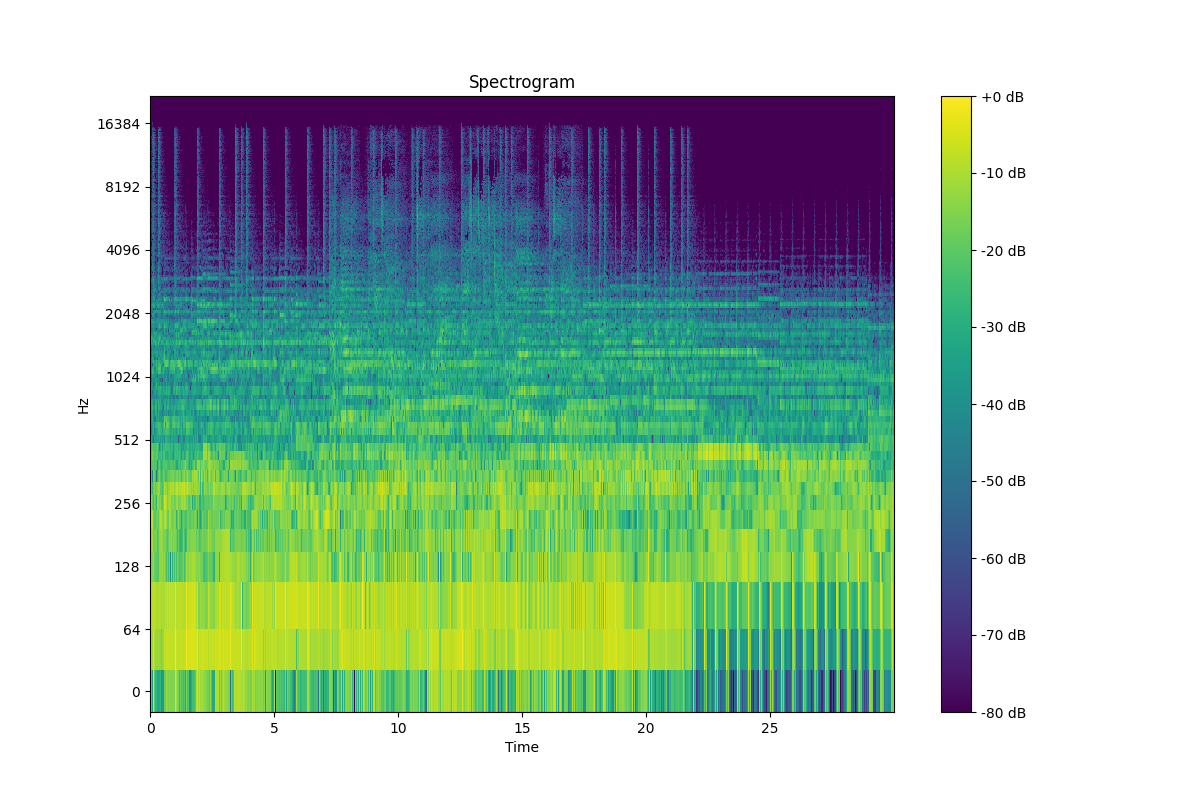 Spectrogram
+0 dB
16384
-10 dB
8192
-20 dB
4096
-30 dB
2048
1024
-40 dB
Hz
512
-50 dB
256
-60 dB
128
64
-70 dB
0
-80 dB
0 5 10 15 20 25
Time